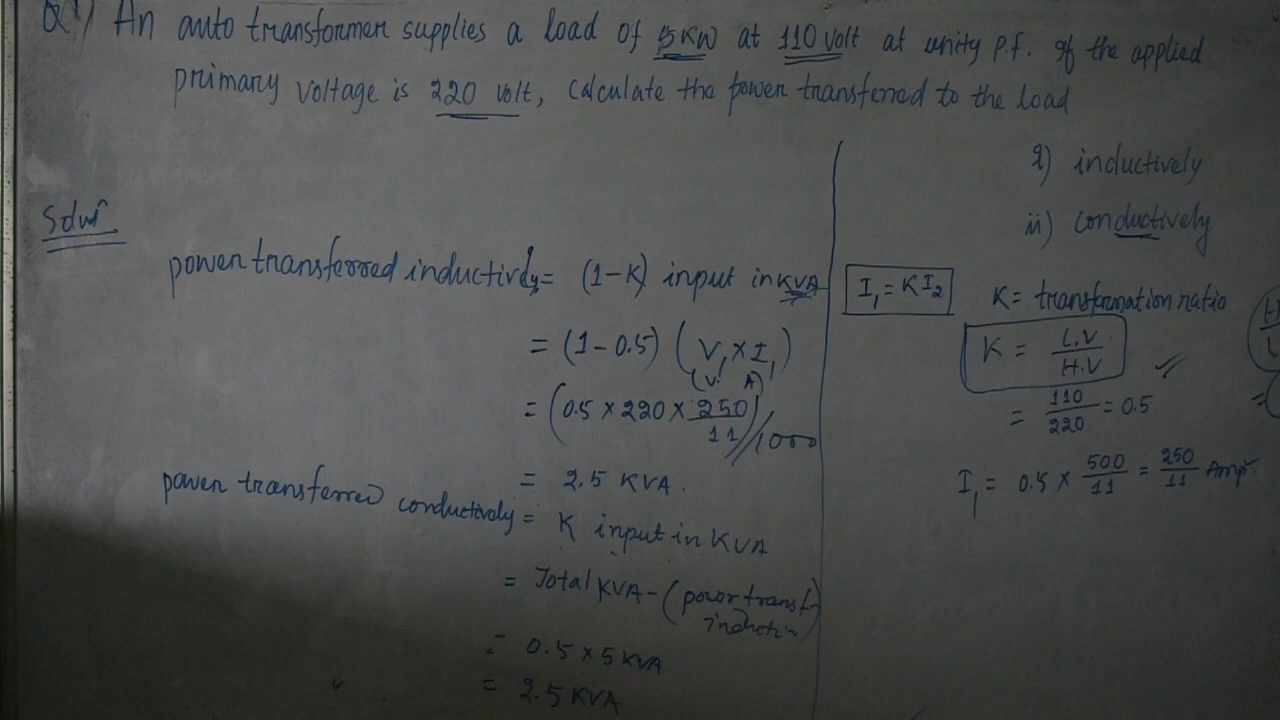 An auto transformer supplies a load of 5KW at 110 volt at unity p.f. If the applied
primary voltage is 220 volt, calculate the power transferred to the load
i) inductively
ii) conductively
Solun
power transferred inductively = (1-K) input in KVA
= (1-0.5) (V₁ × I₁)
(V A)
= (0.5 × 220 × 250/11)/1000
= 2.5 KVA.
power transferred conductively = K input in KVA
= Total KVA - (power transf
inductin)
= 0.5 × 5 KVA
= 2.5 KVA
I₁ = KI₂
K = transformation ratio
K = L.V/H.V
= 110/220 = 0.5
I₁ = 0.5 × 500/11 = 250/11 Amp.